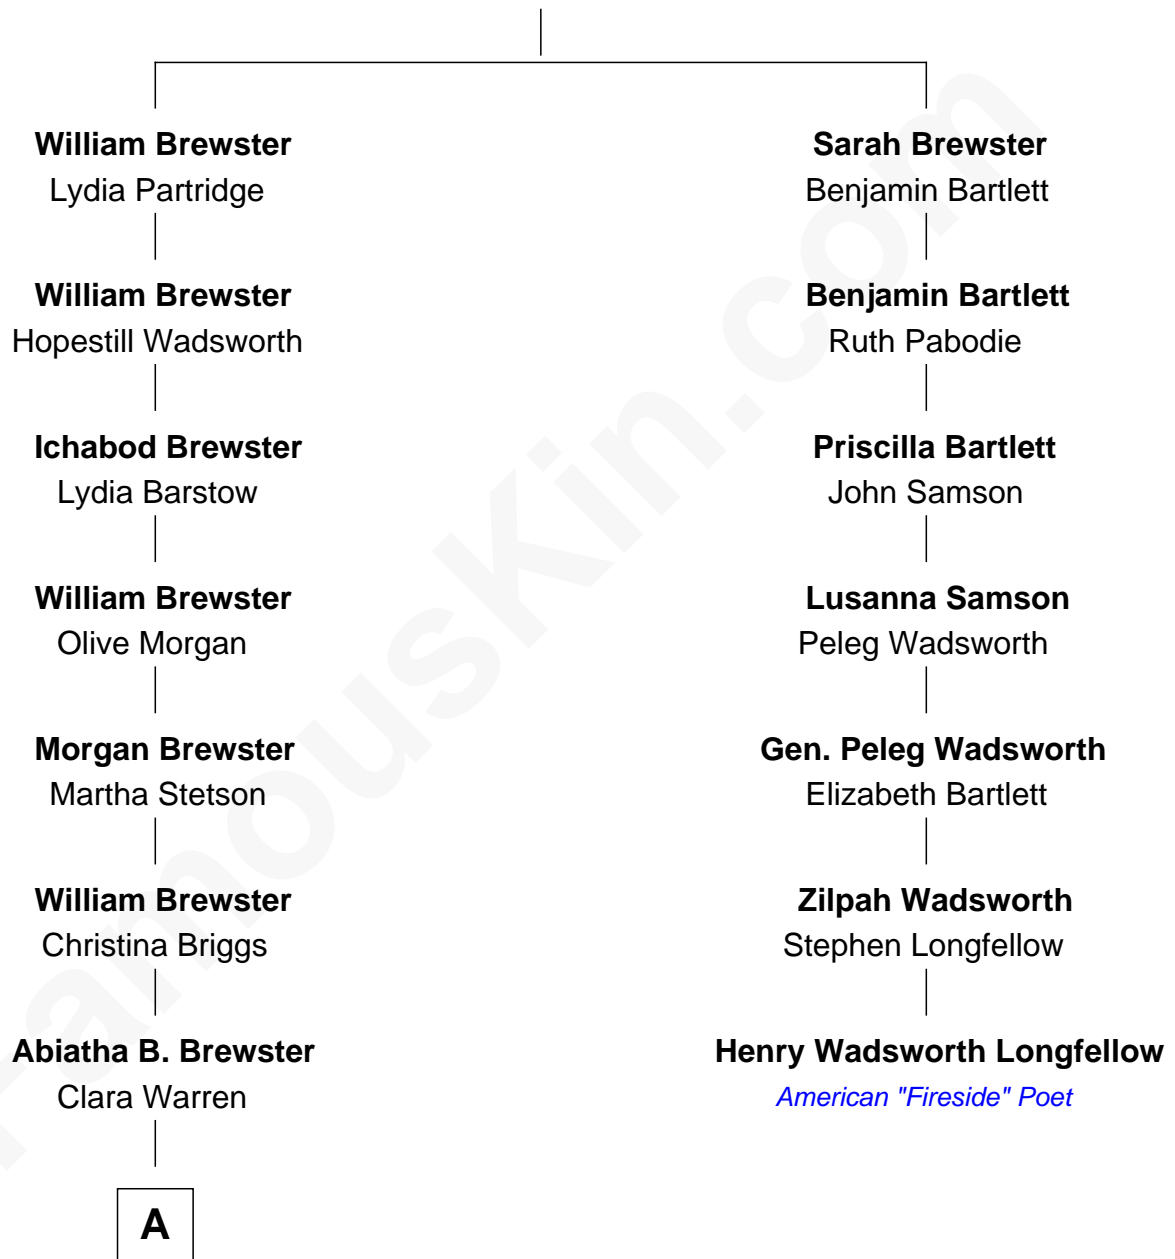 William Brewster
Lydia Partridge
William Brewster
Hopestill Wadsworth
Ichabod Brewster
Lydia Barstow
William Brewster
Olive Morgan
Morgan Brewster
Martha Stetson
William Brewster
Christina Briggs
Abiatha B. Brewster
Clara Warren
A
Sarah Brewster
Benjamin Bartlett
Benjamin Bartlett
Ruth Pabodie
Priscilla Bartlett
John Samson
Lusanna Samson
Peleg Wadsworth
Gen. Peleg Wadsworth
Elizabeth Bartlett
Zilpah Wadsworth
Stephen Longfellow
Henry Wadsworth Longfellow
American "Fireside" Poet
FamousKin.com